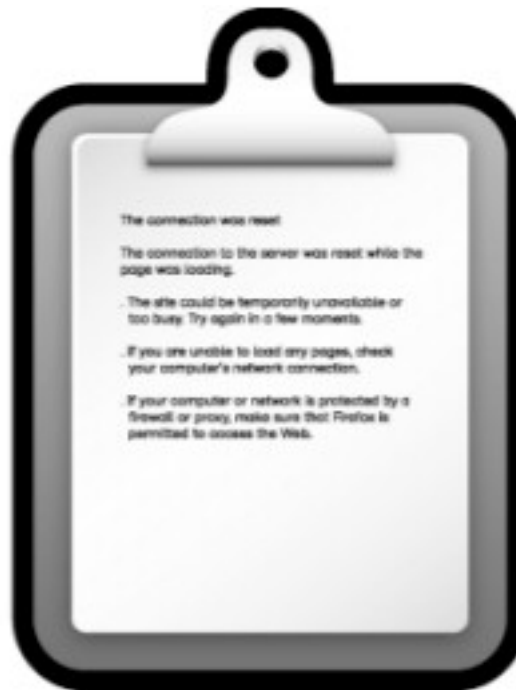 The connection was reset
The connection to the server was reset while the
page was loading.
. The site could be temporarily unavailable or
too busy. Try again in a few moments.
. If you are unable to load any pages, check
your computer's network connection.
. If your computer or network is protected by a
firewall or proxy, make sure that Firefox is
permitted to access the Web.